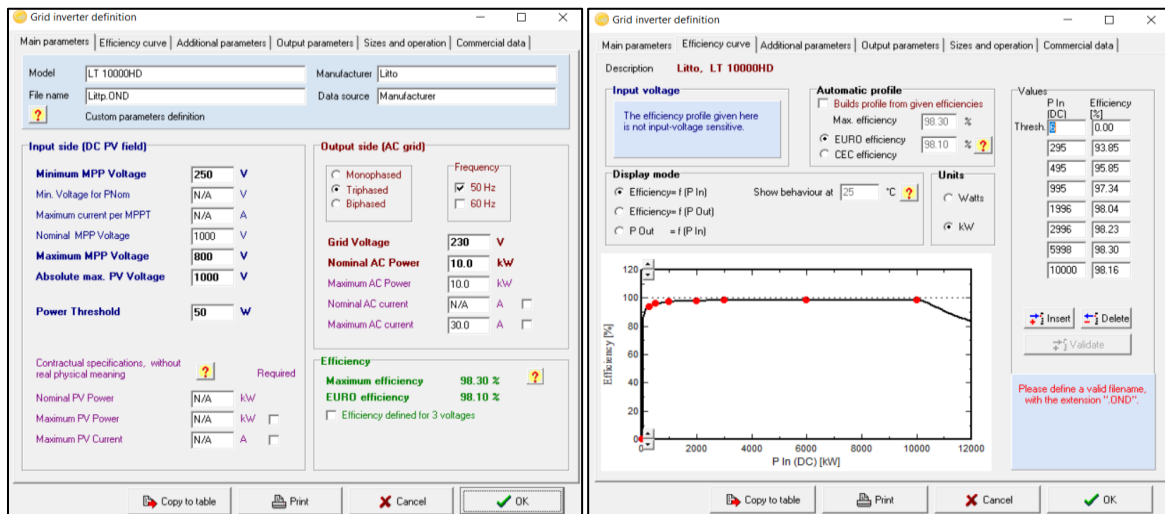 Grid inverter definition
Main parameters Efficiency curve Additional parameters Output parameters Sizes and operation Commercial data
Model LT 10000HD Manufacturer Litto
File name Littp.OND Data source Manufacturer
? Custom parameters definition
Input side (DC PV field)
Minimum MPP Voltage 250 V
Min. Voltage for PNom N/A V
Maximum current per MPPT N/A A
Nominal MPP Voltage 1000 V
Maximum MPP Voltage 800 V
Absolute max. PV Voltage 1000 V
Power Threshold 50 W
Contractual specifications, without
real physical meaning ? Required
Nominal PV Power N/A kW
Maximum PV Power N/A kW
Maximum PV Current N/A A
Output side (AC grid)
Monophased
Triphased
Biphased
Frequency
50 Hz
60 Hz
Grid Voltage 230 V
Nominal AC Power 10.0 kW
Maximum AC Power 10.0 kW
Nominal AC current N/A A
Maximum AC current 30.0 A
Efficiency
Maximum efficiency 98.30 % ?
EURO efficiency 98.10 %
Efficiency defined for 3 voltages
Copy to table Print Cancel OK
Grid inverter definition
Main parameters Efficiency curve Additional parameters Output parameters Sizes and operation Commercial data
Description Litto, LT 10000HD
Input voltage
The efficiency profile given here
is not input-voltage sensitive.
Automatic profile
Builds profile from given efficiencies
Max. efficiency 98.30 %
EURO efficiency 98.10 % ?
CEC efficiency
Display mode
Efficiency= f (P In) Show behaviour at 25 °C ?
Efficiency= f (P Out)
P Out = f (P In)
Units
Watts
kW
Values
P In Efficiency
(DC) [%]
Thresh. 6 0.00
295 93.85
495 95.85
995 97.34
1996 98.04
2996 98.23
5998 98.30
10000 98.16
Insert Delete
Validate
Please define a valid filename,
with the extension ".OND".
Efficiency [%]
120
100
80
60
40
20
0
0 2000 4000 6000 8000 10000 12000
P In (DC) [kW]
Copy to table Print Cancel OK